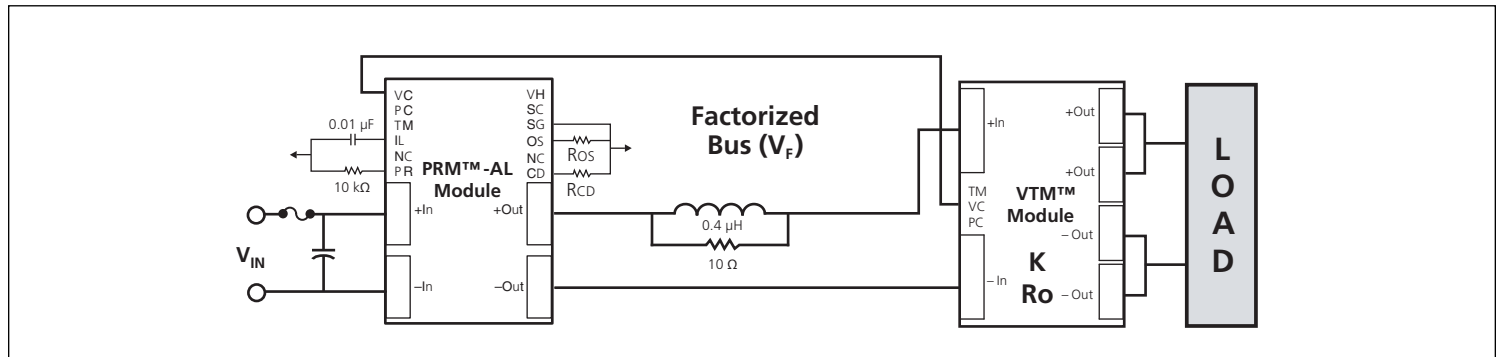 VC
PC
TM
IL
NC
PR
VH
SC
SG
OS
NC
CD
0.01 µF
10 kΩ
ROS
RCD
PRM™-AL
Module
+In
–In
+Out
–Out
VIN
Factorized
Bus (VF)
0.4 µH
10 Ω
+In
– In
TM
VC
PC
VTM™
Module
K
Ro
+Out
+Out
– Out
– Out
L
O
A
D